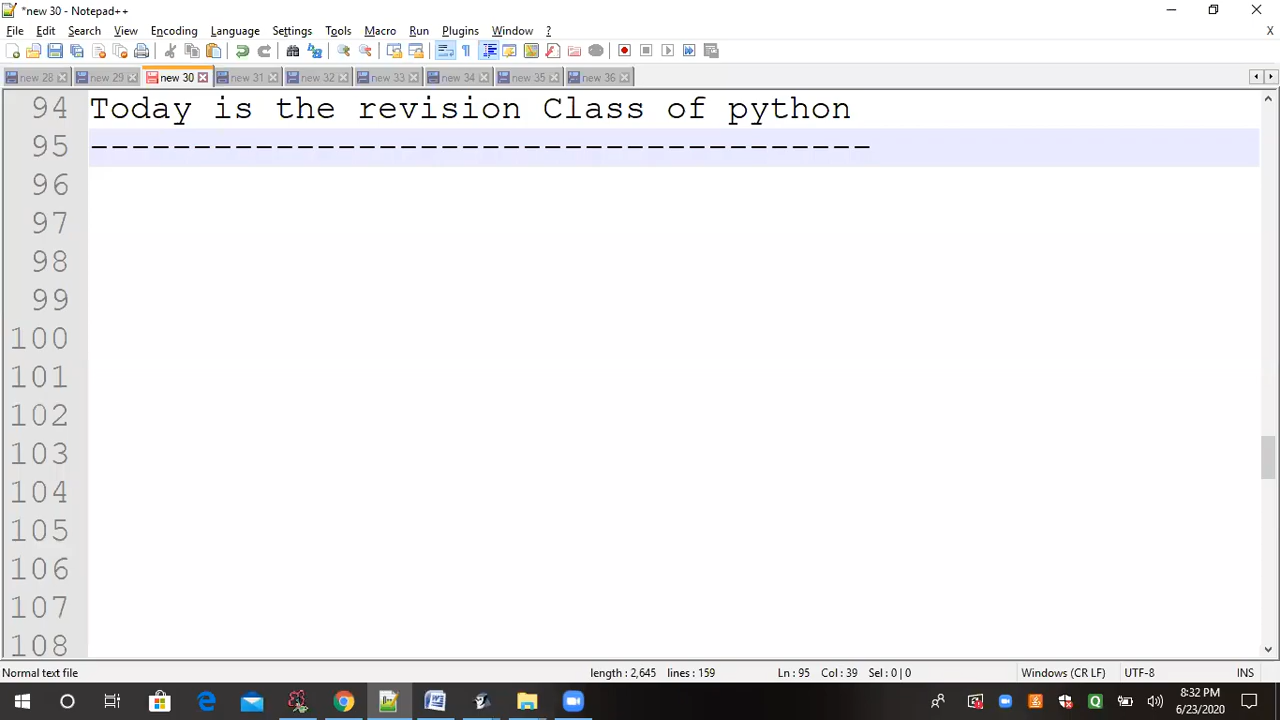 *new 30 - Notepad++
File Edit Search View Encoding Language Settings Tools Macro Run Plugins Window ? X
new 28 new 29 new 30 new 31 new 32 new 33 new 34 new 35 new 36
94 Today is the revision Class of python
95 --------------------------------------
96
97
98
99
100
101
102
103
104
105
106
107
108
Normal text file length : 2,645 lines : 159 Ln : 95 Col : 39 Sel : 0 | 0 Windows (CR LF) UTF-8 INS
8:32 PM
6/23/2020